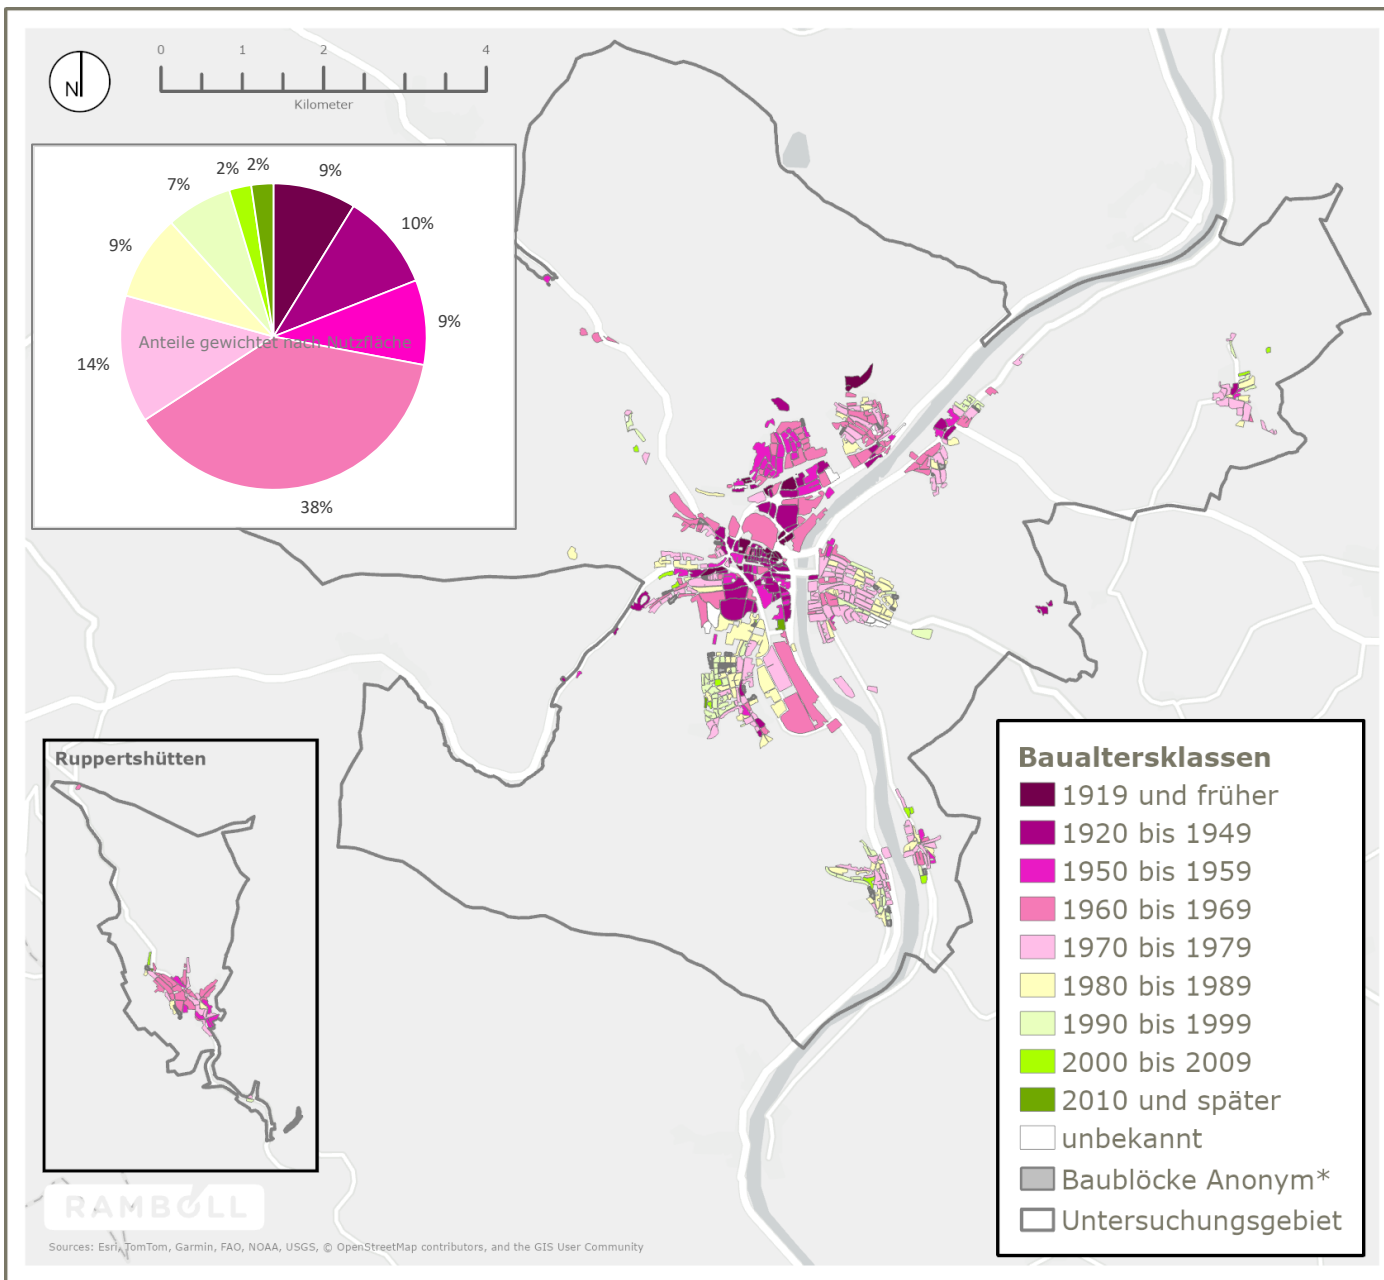 0 1 2 4
Kilometer
N
2% 2% 9%
7%
10%
9%
9%
Anteile gewichtet nach Nutzfläche
14%
38%
Ruppertshütten
Baualtersklassen
1919 und früher
1920 bis 1949
1950 bis 1959
1960 bis 1969
1970 bis 1979
1980 bis 1989
1990 bis 1999
2000 bis 2009
2010 und später
unbekannt
Baublöcke Anonym*
Untersuchungsgebiet
RAMBOLL
Sources: Esri, TomTom, Garmin, FAO, NOAA, USGS, © OpenStreetMap contributors, and the GIS User Community